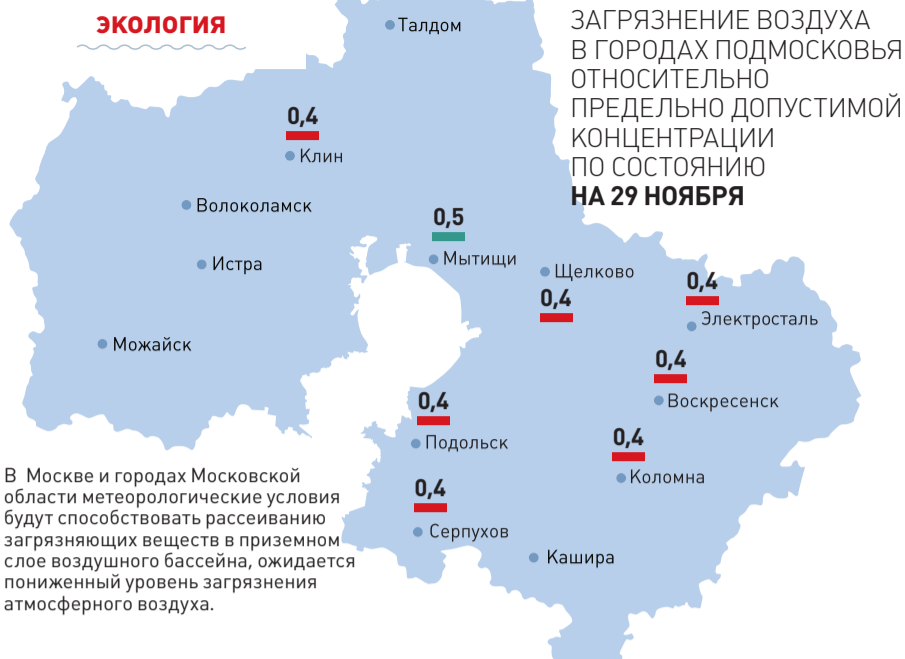 ЭКОЛОГИЯ
ЗАГРЯЗНЕНИЕ ВОЗДУХА
В ГОРОДАХ ПОДМОСКОВЬЯ
ОТНОСИТЕЛЬНО
ПРЕДЕЛЬНО ДОПУСТИМОЙ
КОНЦЕНТРАЦИИ
ПО СОСТОЯНИЮ
НА 29 НОЯБРЯ
Талдом
0,4
Клин
Волоколамск
0,5
Мытищи
Истра
Щелково
0,4
0,4
Электросталь
Можайск
0,4
Воскресенск
0,4
Подольск
0,4
Коломна
0,4
Серпухов
Кашира
В Москве и городах Московской
области метеорологические условия
будут способствовать рассеиванию
загрязняющих веществ в приземном
слое воздушного бассейна, ожидается
пониженный уровень загрязнения
атмосферного воздуха.